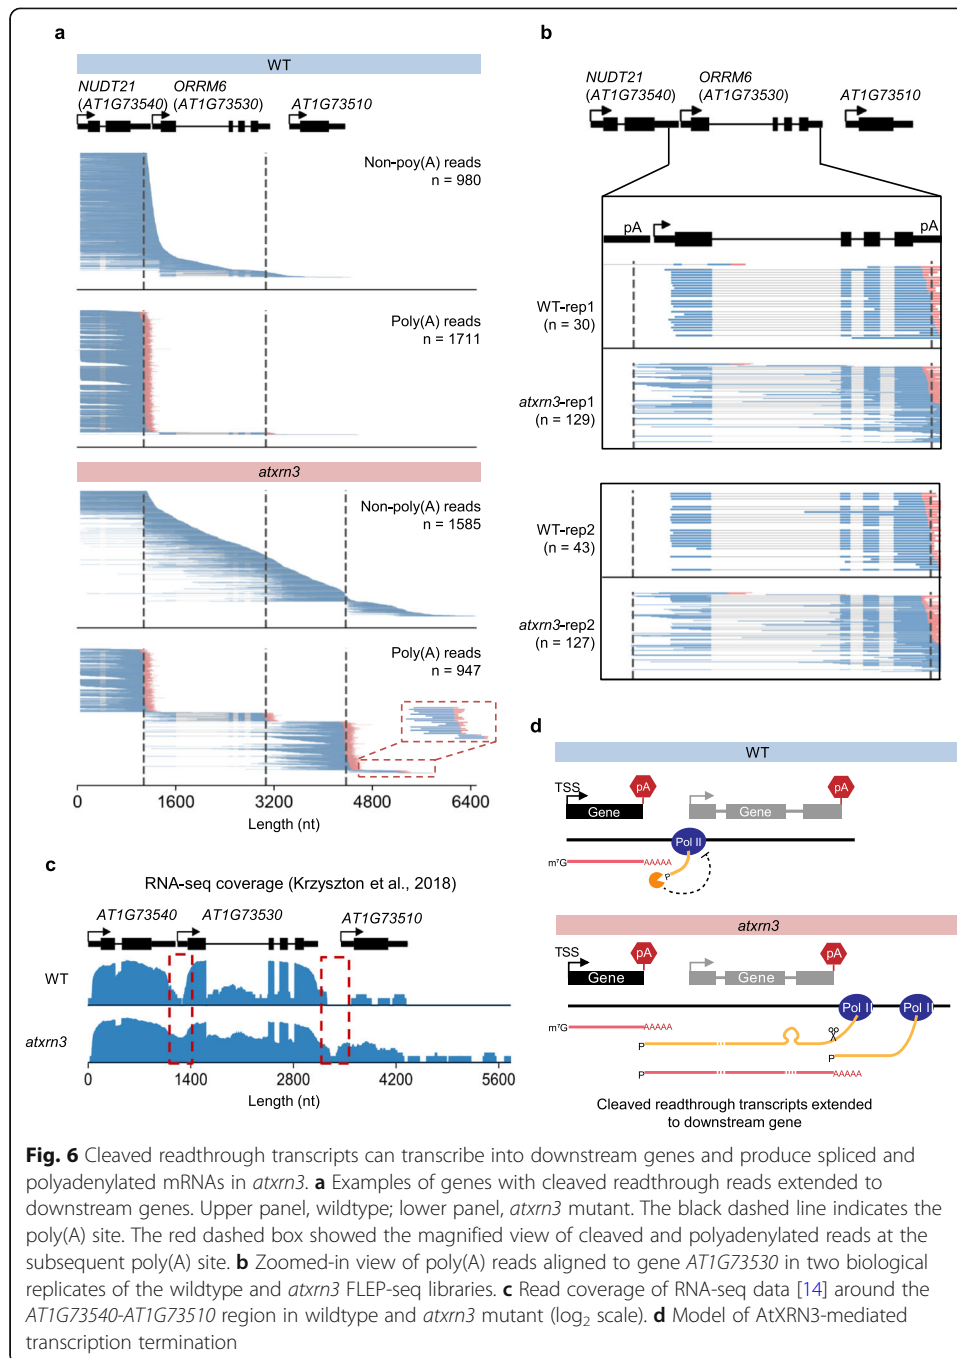 a
WT
NUDT21
(AT1G73540)
ORRM6
(AT1G73530)
AT1G73510
Non-poy(A) reads
n = 980
Poly(A) reads
n = 1711
atxrn3
Non-poly(A) reads
n = 1585
Poly(A) reads
n = 947
0 1600 3200 4800 6400
Length (nt)
b
NUDT21
(AT1G73540)
ORRM6
(AT1G73530)
AT1G73510
pA pA
WT-rep1
(n = 30)
atxrn3-rep1
(n = 129)
WT-rep2
(n = 43)
atxrn3-rep2
(n = 127)
c
RNA-seq coverage (Krzyszton et al., 2018)
AT1G73540 AT1G73530 AT1G73510
WT
atxrn3
0 1400 2800 4200 5600
Length (nt)
d
WT
TSS pA pA
Gene Gene
Pol II
m⁷G AAAAA
P
atxrn3
TSS pA pA
Gene Gene
Pol II Pol II
m⁷G AAAAA
P
P
P AAAAA
Cleaved readthrough transcripts extended
to downstream gene
Fig. 6 Cleaved readthrough transcripts can transcribe into downstream genes and produce spliced and
polyadenylated mRNAs in atxrn3. a Examples of genes with cleaved readthrough reads extended to
downstream genes. Upper panel, wildtype; lower panel, atxrn3 mutant. The black dashed line indicates the
poly(A) site. The red dashed box showed the magnified view of cleaved and polyadenylated reads at the
subsequent poly(A) site. b Zoomed-in view of poly(A) reads aligned to gene AT1G73530 in two biological
replicates of the wildtype and atxrn3 FLEP-seq libraries. c Read coverage of RNA-seq data [14] around the
AT1G73540-AT1G73510 region in wildtype and atxrn3 mutant (log₂ scale). d Model of AtXRN3-mediated
transcription termination